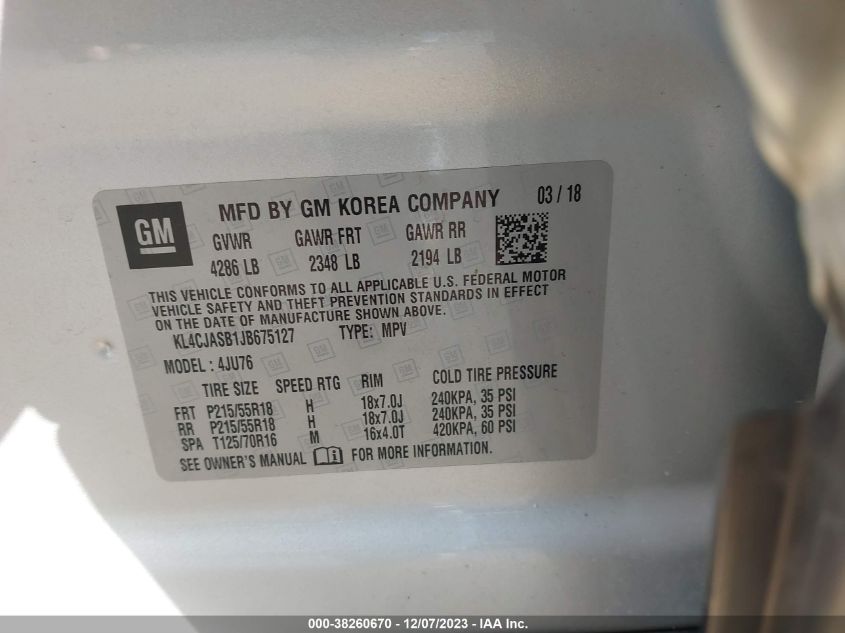 GM
MFD BY GM KOREA COMPANY 03 / 18
GVWR GAWR FRT GAWR RR
4286 LB 2348 LB 2194 LB
THIS VEHICLE CONFORMS TO ALL APPLICABLE U.S. FEDERAL MOTOR
VEHICLE SAFETY AND THEFT PREVENTION STANDARDS IN EFFECT
ON THE DATE OF MANUFACTURE SHOWN ABOVE.
KL4CJASB1JB675127 TYPE: MPV
MODEL : 4JU76
TIRE SIZE SPEED RTG RIM COLD TIRE PRESSURE
FRT P215/55R18 H 18x7.0J 240KPA, 35 PSI
RR P215/55R18 H 18x7.0J 240KPA, 35 PSI
SPA T125/70R16 M 16x4.0T 420KPA, 60 PSI
SEE OWNER'S MANUAL FOR MORE INFORMATION.
000-38260670 - 12/07/2023 - IAA Inc.